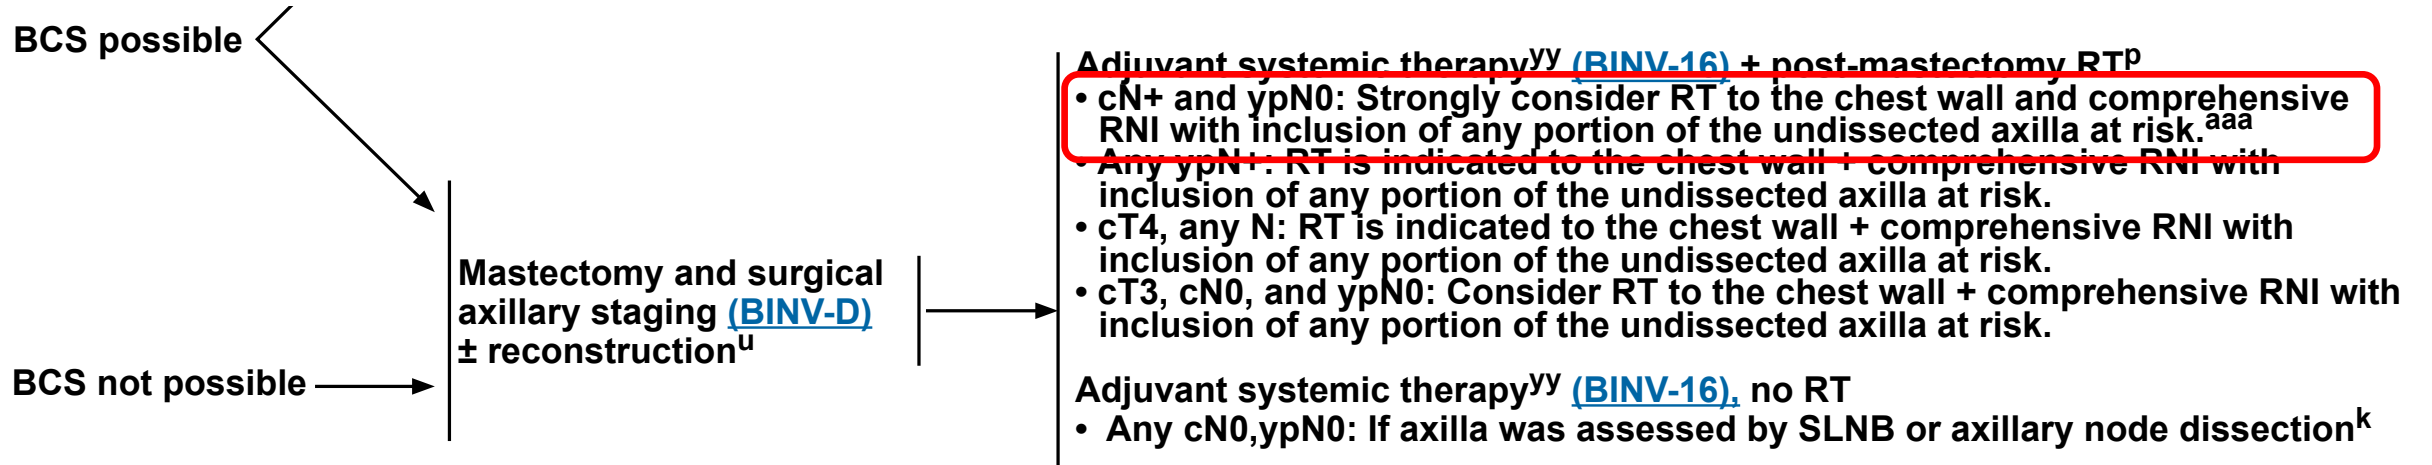 BCS possible
Mastectomy and surgical
axillary staging (BINV-D)
± reconstructionᵘ
BCS not possible
Adjuvant systemic therapyʸʸ (BINV-16) + post-mastectomy RTᵖ
• cN+ and ypN0: Strongly consider RT to the chest wall and comprehensive
RNI with inclusion of any portion of the undissected axilla at risk.ᵃᵃᵃ
• Any ypN+: RT is indicated to the chest wall + comprehensive RNI with
inclusion of any portion of the undissected axilla at risk.
• cT4, any N: RT is indicated to the chest wall + comprehensive RNI with
inclusion of any portion of the undissected axilla at risk.
• cT3, cN0, and ypN0: Consider RT to the chest wall + comprehensive RNI with
inclusion of any portion of the undissected axilla at risk.
Adjuvant systemic therapyʸʸ (BINV-16), no RT
• Any cN0,ypN0: If axilla was assessed by SLNB or axillary node dissectionᵏ